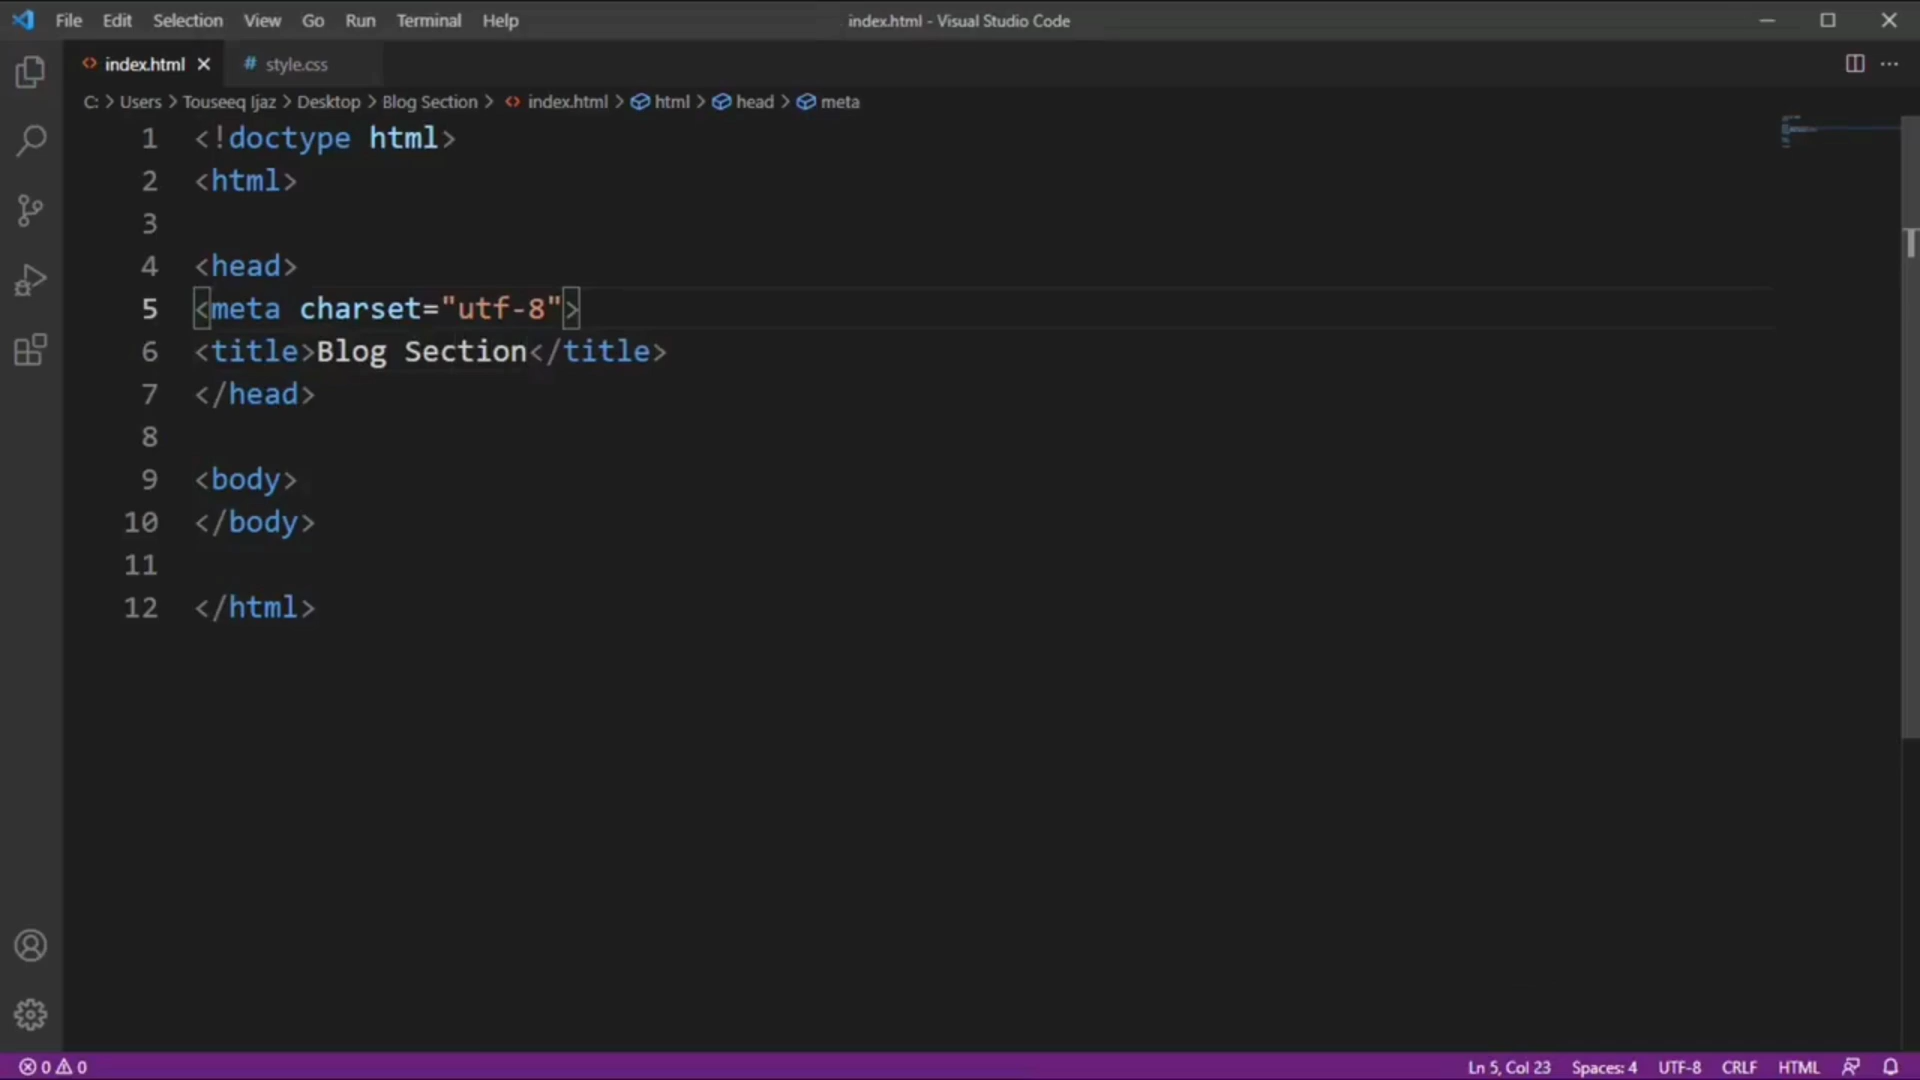 File Edit Selection View Go Run Terminal Help index.html - Visual Studio Code
index.html # style.css
C: > Users > Touseeq Ijaz > Desktop > Blog Section > index.html > html > head > meta
1 <!doctype html>
2 <html>
3
4 <head>
5 <meta charset="utf-8">
6 <title>Blog Section</title>
7 </head>
8
9 <body>
10 </body>
11
12 </html>
0 0 Ln 5, Col 23 Spaces: 4 UTF-8 CRLF HTML